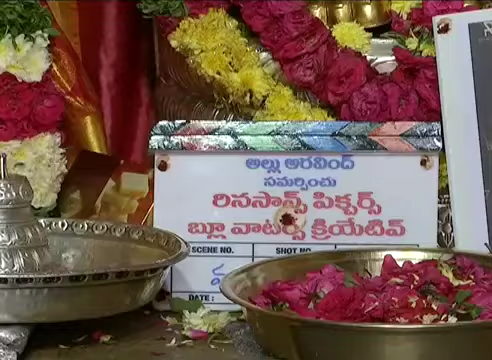 అల్లు అరవింద్
సమర్పించు
రినసాన్స్ పిక్చర్స్
బ్లూ వాటర్స్ క్రియేటివ్
SCENE NO. SHOT NO.
DATE :